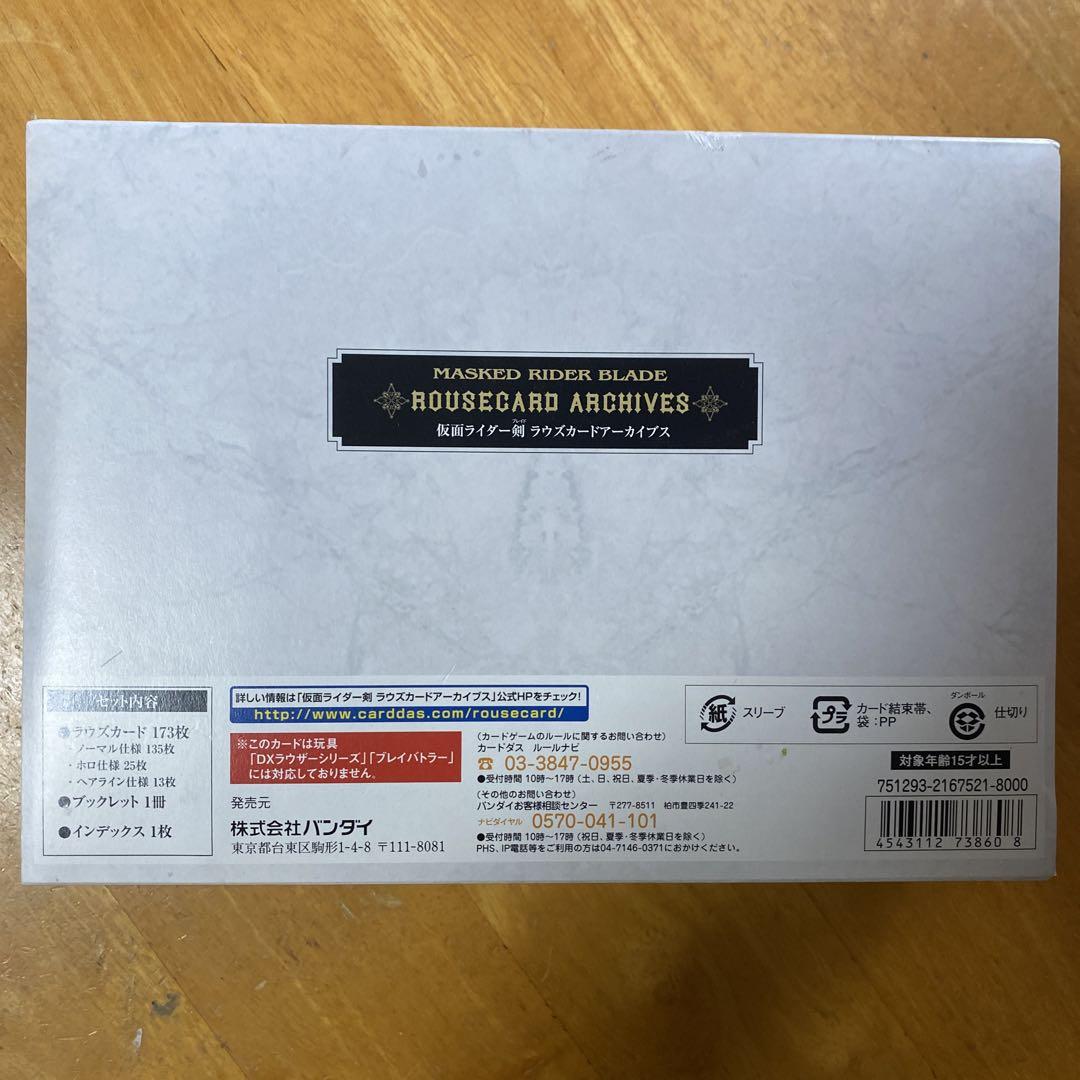 MASKED RIDER BLADE
ROUSECARD ARCHIVES
ブレイド
仮面ライダー剣 ラウズカードアーカイブス
セット内容
●ラウズカード 173枚
・ノーマル仕様 135枚
・ホロ仕様 25枚
・ヘアライン仕様 13枚
●ブックレット 1冊
●インデックス 1枚
詳しい情報は「仮面ライダー剣 ラウズカードアーカイブス」公式HPをチェック!
http://www.carddas.com/rousecard/
※このカードは玩具
「DXラウザーシリーズ」「プレイバトラー」
には対応しておりません。
発売元
株式会社バンダイ
東京都台東区駒形1-4-8 〒111-8081
(カードゲームのルールに関するお問い合わせ)
カードダス ルールナビ
☎ 03-3847-0955
●受付時間 10時〜17時(土、日、祝日、夏季・冬季休業日を除く)
(その他のお問い合わせ)
バンダイお客様相談センター 〒277-8511 柏市豊四季241-22
ナビダイヤル 0570-041-101
●受付時間 10時〜17時(祝日、夏季・冬季休業日を除く)
PHS、IP電話等をご利用の方は04-7146-0371におかけください。
紙 スリーブ
プラ カード結束帯、
袋:PP
ダンボール
仕切り
対象年齢15才以上
751293-2167521-8000
4543112 73860 8